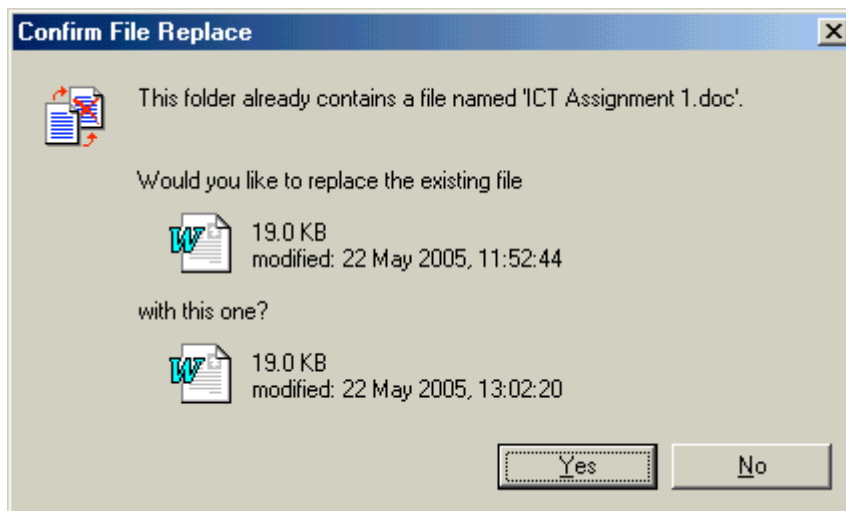 Confirm File Replace
This folder already contains a file named 'ICT Assignment 1.doc'.
Would you like to replace the existing file
19.0 KB
modified: 22 May 2005, 11:52:44
with this one?
19.0 KB
modified: 22 May 2005, 13:02:20
Yes No